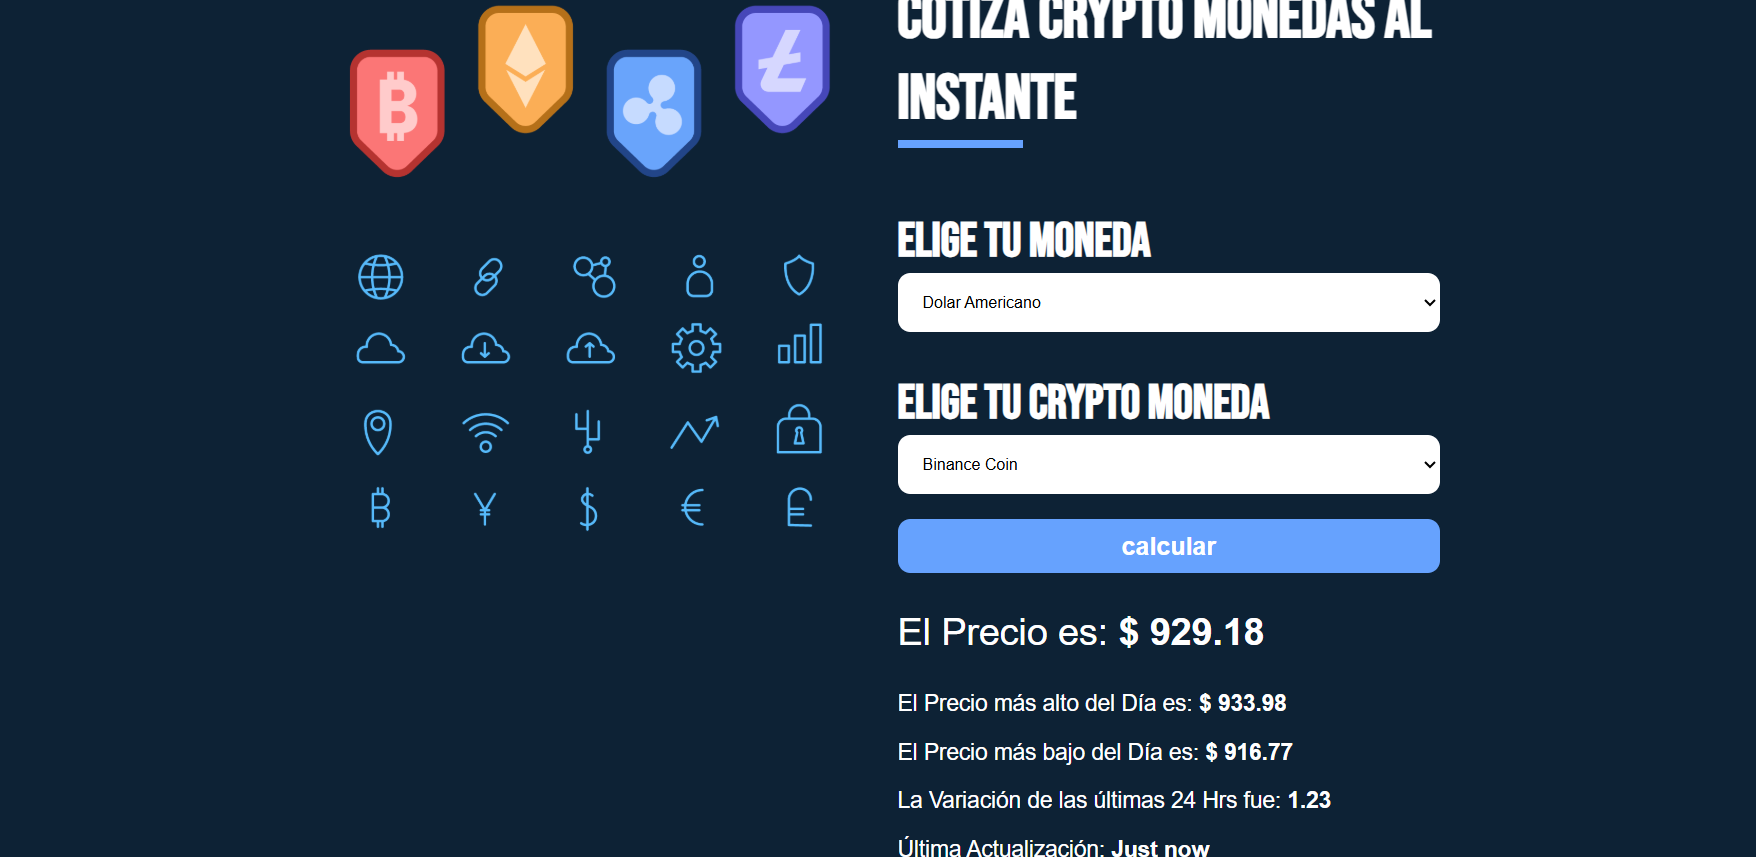 COTIZA CRYPTO MONEDAS AL
INSTANTE
ELIGE TU MONEDA
Dolar Americano
ELIGE TU CRYPTO MONEDA
Binance Coin
calcular
El Precio es: $ 929.18
El Precio más alto del Día es: $ 933.98
El Precio más bajo del Día es: $ 916.77
La Variación de las últimas 24 Hrs fue: 1.23
Última Actualización: Just now